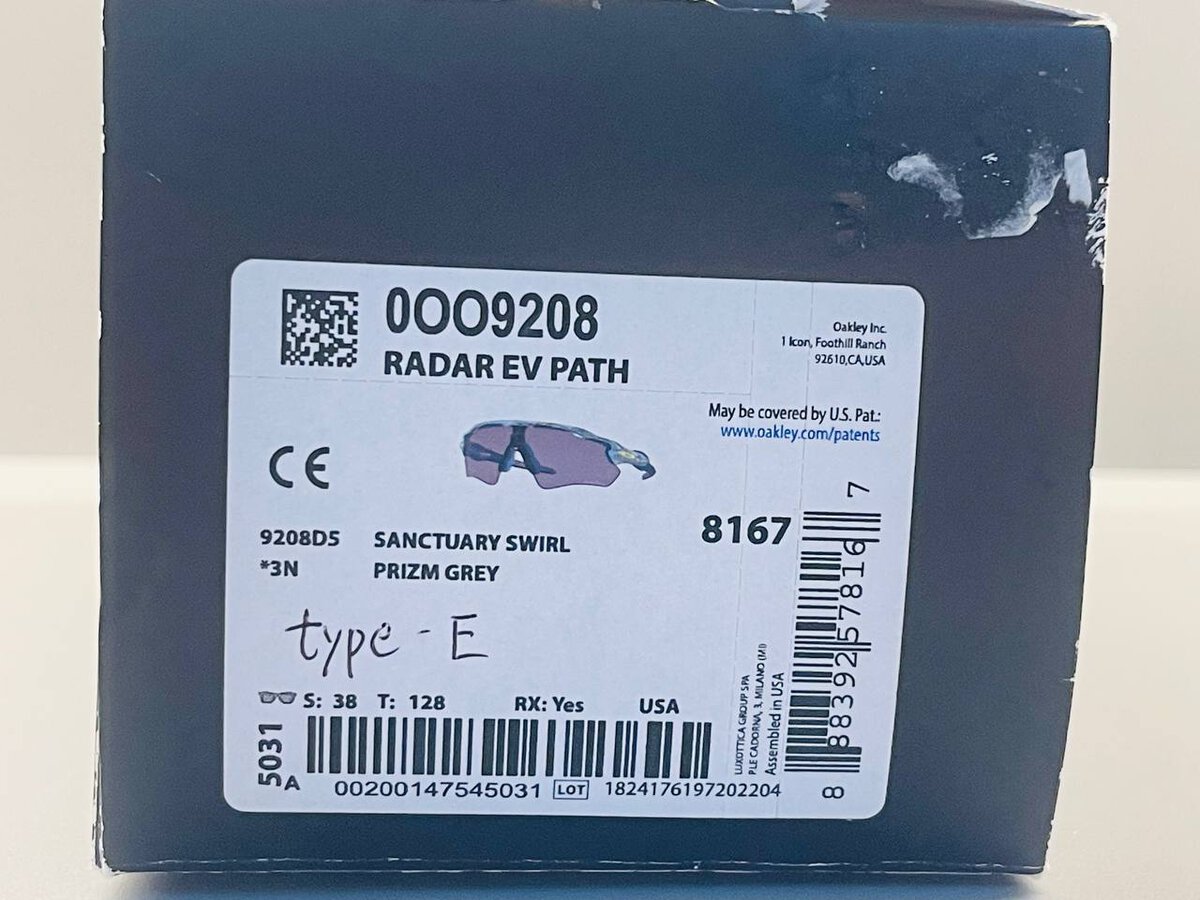 0OO9208
RADAR EV PATH
Oakley Inc.
1 Icon, Foothill Ranch
92610,CA,USA
May be covered by U.S. Pat.:
www.oakley.com/patents
CE
9208D5 SANCTUARY SWIRL
*3N PRIZM GREY
8167
type - E
S: 38 T: 128 RX: Yes USA
5031 A
00200147545031 LOT 1824176197202204
LUXOTTICA GROUP SPA
P.LE CADORNA, 3, MILANO (MI)
Assembled in USA
8 883925 78167